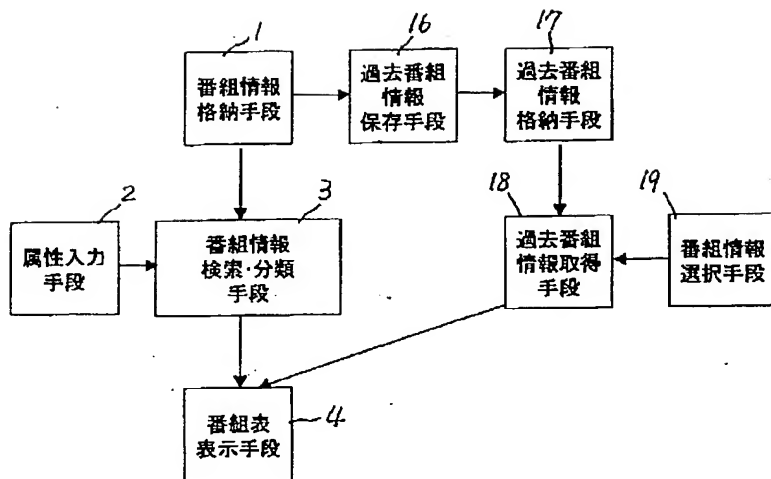 1
番組情報
格納手段
16
過去番組
情報
保存手段
17
過去番組
情報
格納手段
2
属性入力
手段
3
番組情報
検索・分類
手段
18
過去番組
情報取得
手段
19
番組情報
選択手段
番組表
表示手段
4